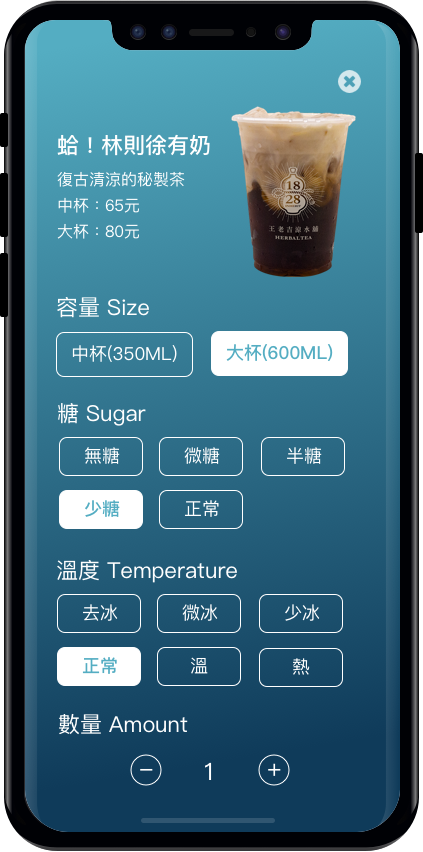 蛤！林則徐有奶
復古清涼的秘製茶
中杯：65元
大杯：80元
18
28
王老吉涼水舖
HERBALTEA
容量 Size
中杯(350ML) 大杯(600ML)
糖 Sugar
無糖 微糖 半糖
少糖 正常
溫度 Temperature
去冰 微冰 少冰
正常 溫 熱
數量 Amount
1